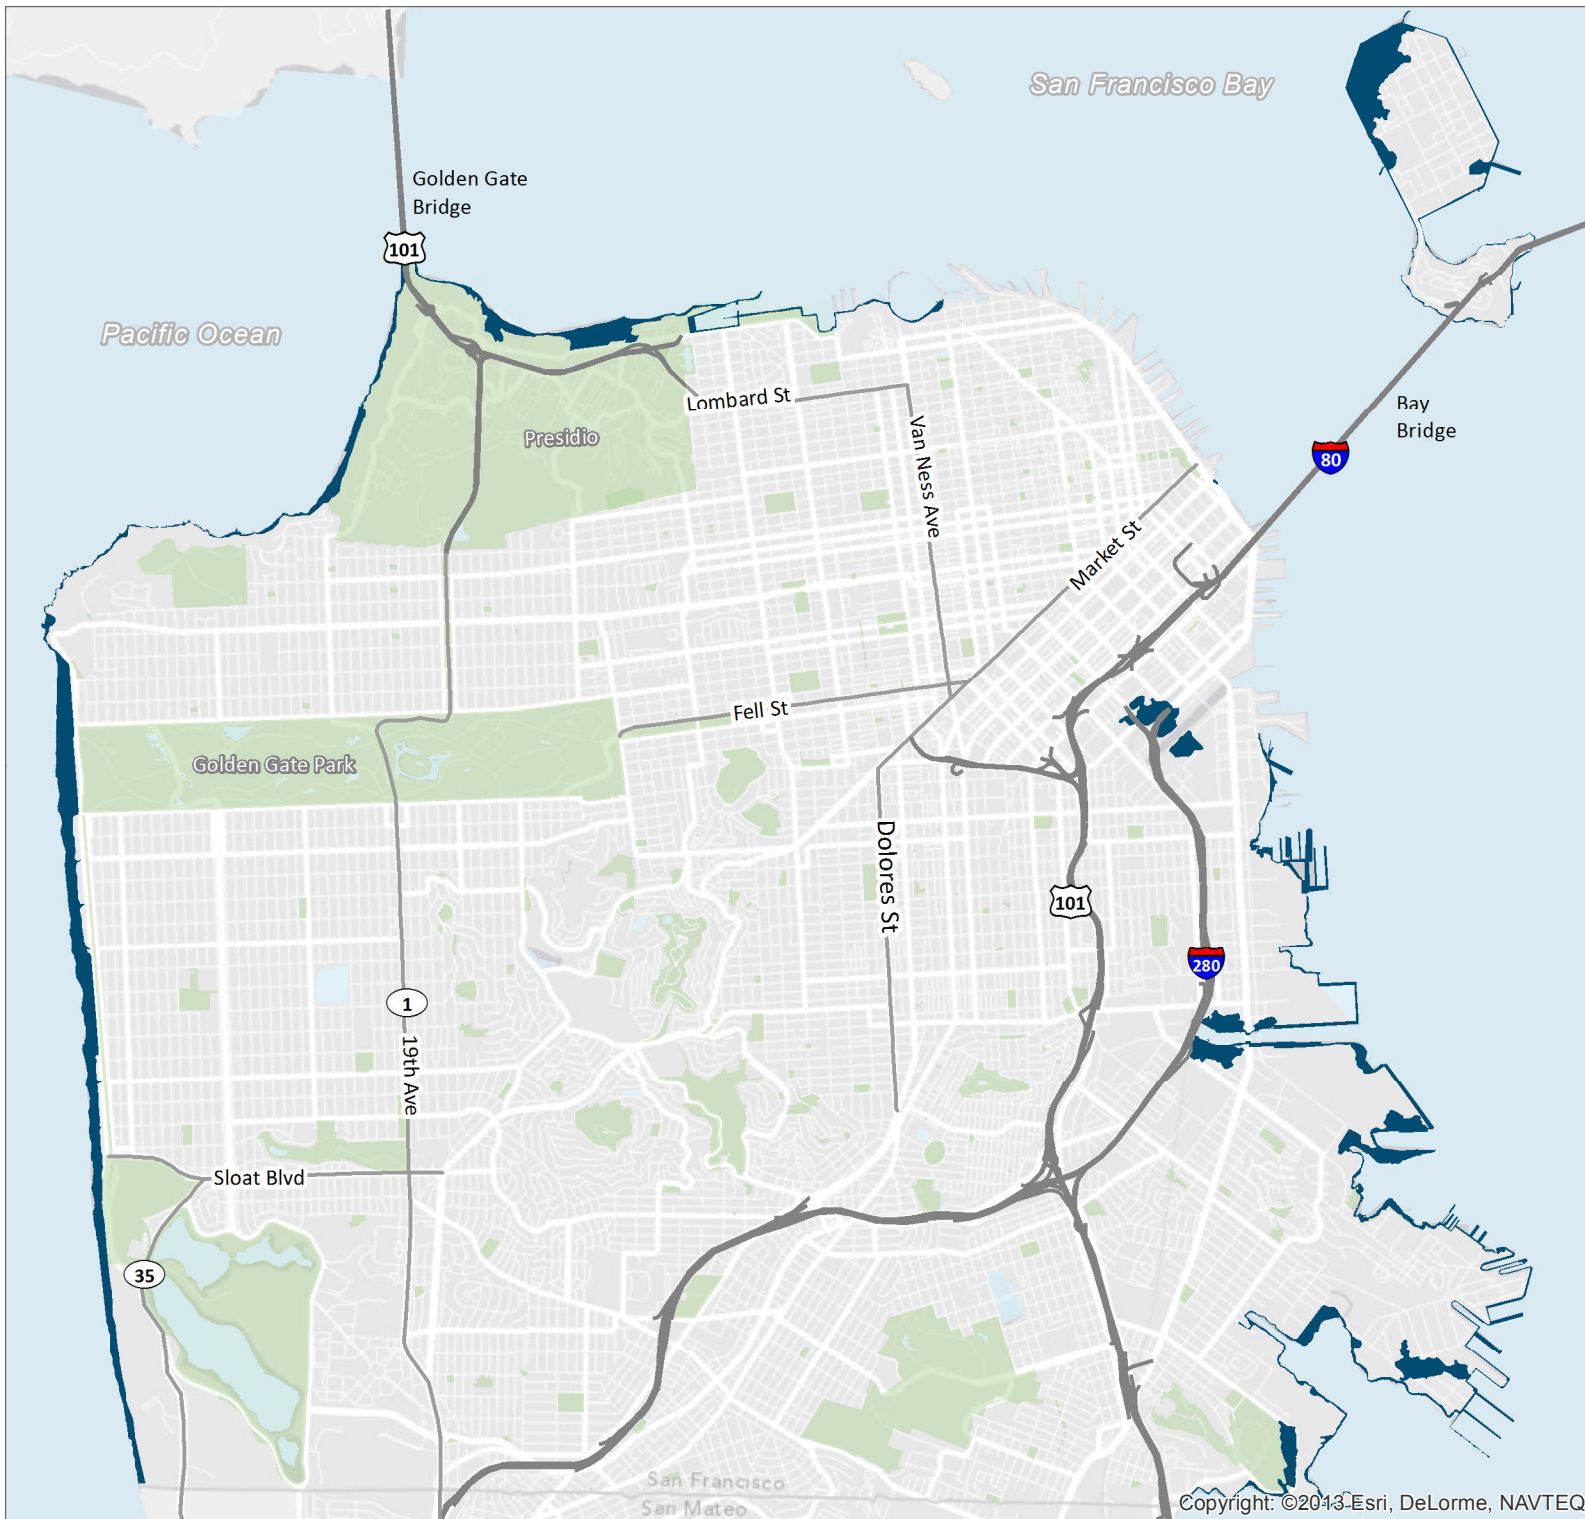 San Francisco Bay
Golden Gate
Bridge
101
Pacific Ocean
Lombard St
Presidio
Van Ness Ave
Bay
Bridge
80
Market St
Fell St
Golden Gate Park
Dolores St
101
280
1
19th Ave
Sloat Blvd
35
San Francisco
San Mateo
Copyright: ©2013 Esri, DeLorme, NAVTEQ